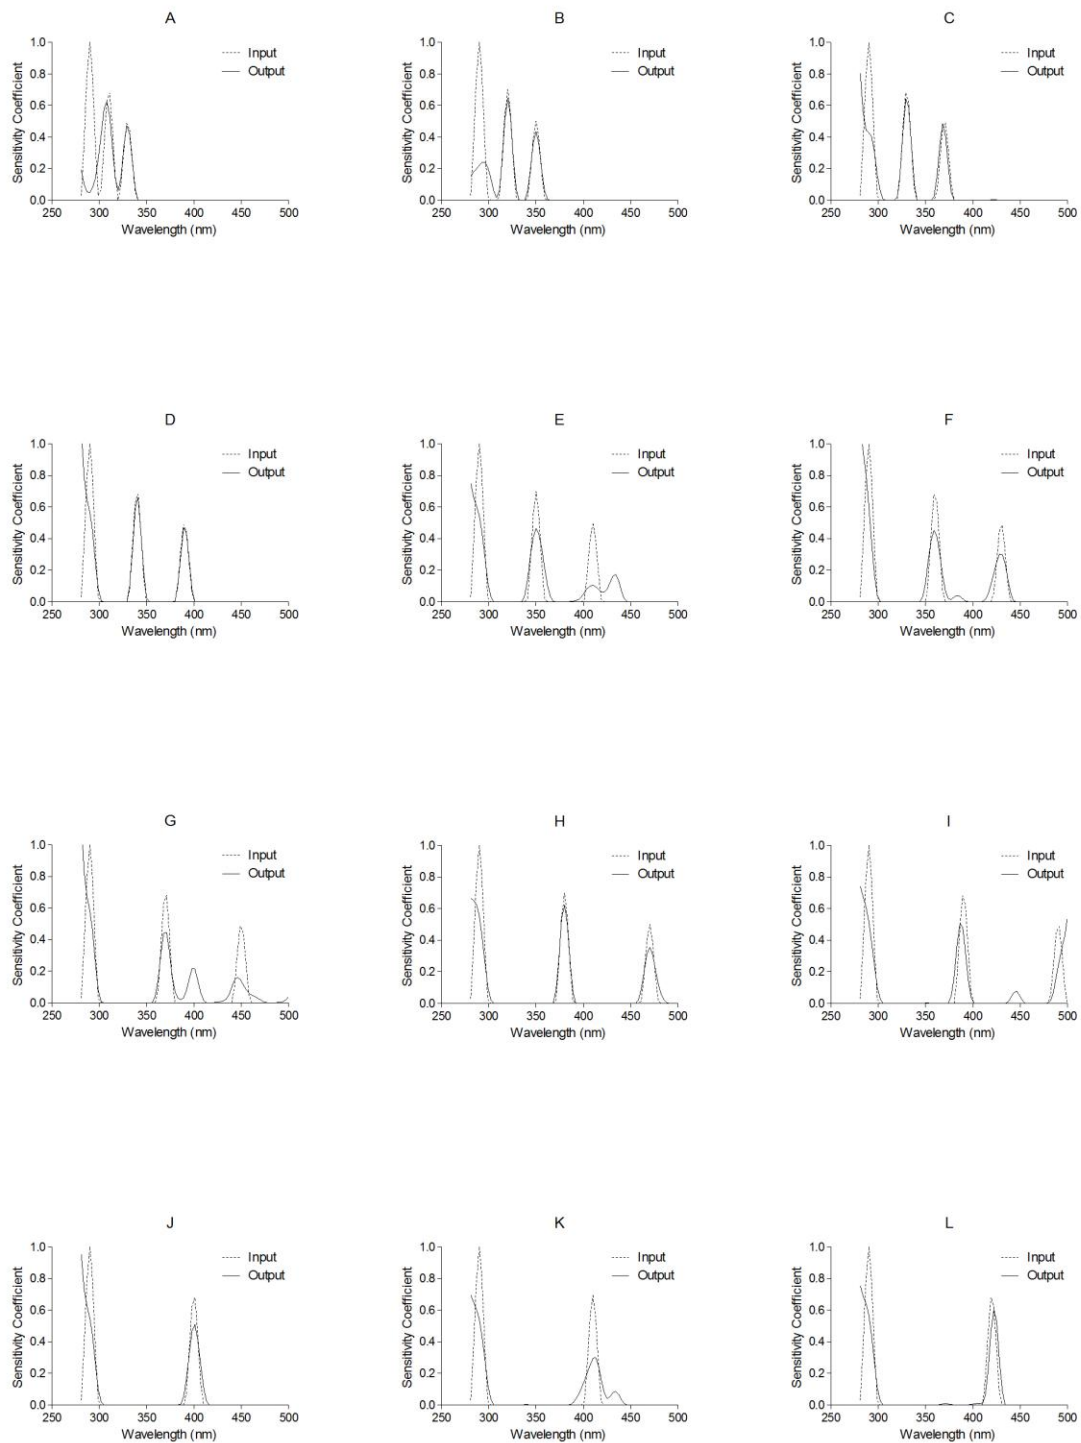 A B C
1.0 0.8 0.6 0.4 0.2 0.0
Sensitivity Coefficient
Input
Output
250 300 350 400 450 500
Wavelength (nm)
1.0 0.8 0.6 0.4 0.2 0.0
Sensitivity Coefficient
Input
Output
250 300 350 400 450 500
Wavelength (nm)
1.0 0.8 0.6 0.4 0.2 0.0
Sensitivity Coefficient
Input
Output
250 300 350 400 450 500
Wavelength (nm)
D E F
1.0 0.8 0.6 0.4 0.2 0.0
Sensitivity Coefficient
Input
Output
250 300 350 400 450 500
Wavelength (nm)
1.0 0.8 0.6 0.4 0.2 0.0
Sensitivity Coefficient
Input
Output
250 300 350 400 450 500
Wavelength (nm)
1.0 0.8 0.6 0.4 0.2 0.0
Sensitivity Coefficient
Input
Output
250 300 350 400 450 500
Wavelength (nm)
G H I
1.0 0.8 0.6 0.4 0.2 0.0
Sensitivity Coefficient
Input
Output
250 300 350 400 450 500
Wavelength (nm)
1.0 0.8 0.6 0.4 0.2 0.0
Sensitivity Coefficient
Input
Output
250 300 350 400 450 500
Wavelength (nm)
1.0 0.8 0.6 0.4 0.2 0.0
Sensitivity Coefficient
Input
Output
250 300 350 400 450 500
Wavelength (nm)
J K L
1.0 0.8 0.6 0.4 0.2 0.0
Sensitivity Coefficient
Input
Output
250 300 350 400 450 500
Wavelength (nm)
1.0 0.8 0.6 0.4 0.2 0.0
Sensitivity Coefficient
Input
Output
250 300 350 400 450 500
Wavelength (nm)
1.0 0.8 0.6 0.4 0.2 0.0
Sensitivity Coefficient
Input
Output
250 300 350 400 450 500
Wavelength (nm)